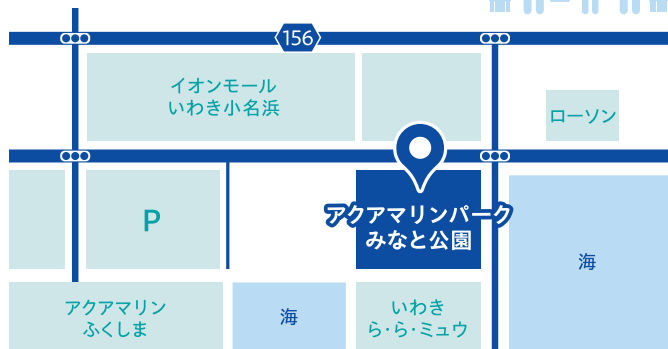 156
イオンモール
いわき小名浜
ローソン
P
アクアマリンパーク
みなと公園
海
アクアマリン
ふくしま
海
いわき
ら・ら・ミュウ